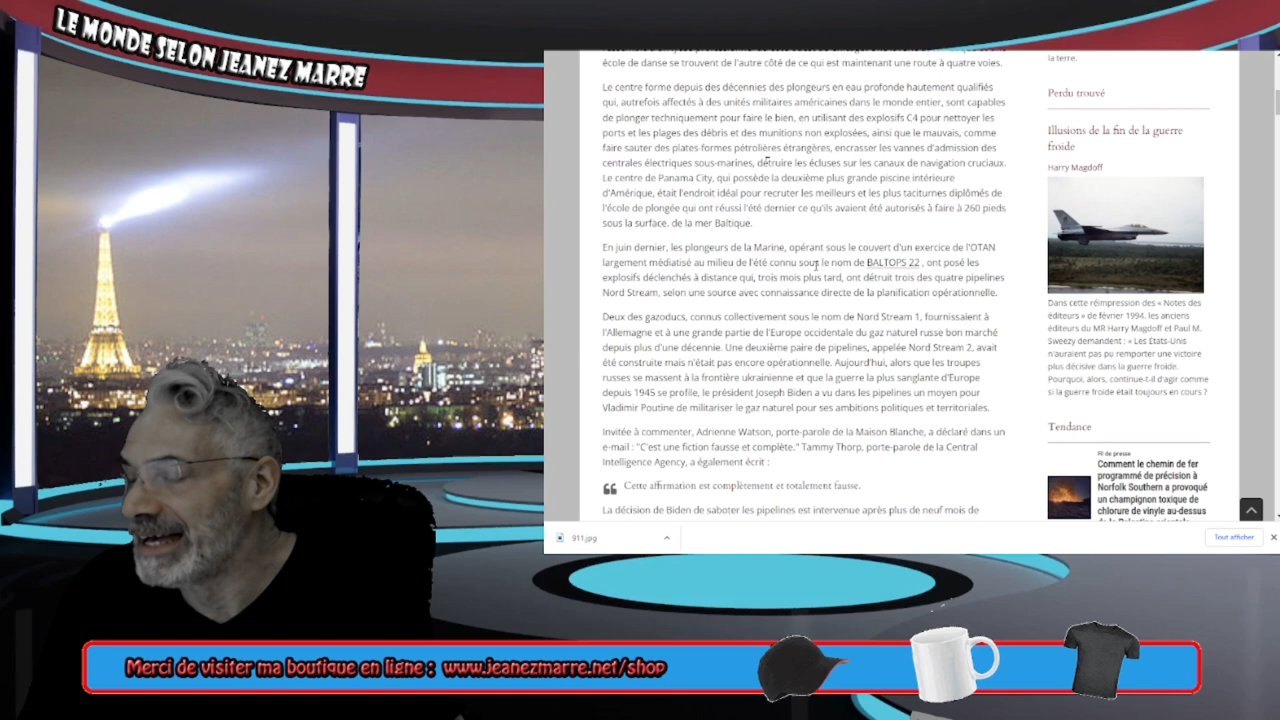 LE MONDE SELON JEANEZ MARRE
école de danse se trouvent de l'autre côté de ce qui est maintenant une route à quatre voies.
Le centre forme depuis des décennies des plongeurs en eau profonde hautement qualifiés
qui, autrefois affectés à des unités militaires américaines dans le monde entier, sont capables
de plonger techniquement pour faire le bien, en utilisant des explosifs C4 pour nettoyer les
ports et les plages des débris et des munitions non explosées, ainsi que le mauvais, comme
faire sauter des plates-formes pétrolières étrangères, encrasser les vannes d'admission des
centrales électriques sous-marines, détruire les écluses sur les canaux de navigation cruciaux.
Le centre de Panama City, qui possède la deuxième plus grande piscine intérieure
d'Amérique, était l'endroit idéal pour recruter les meilleurs et les plus taciturnes diplômés de
l'école de plongée qui ont réussi l'été dernier ce qu'ils avaient été autorisés à faire à 260 pieds
sous la surface. de la mer Baltique.
En juin dernier, les plongeurs de la Marine, opérant sous le couvert d'un exercice de l'OTAN
largement médiatisé au milieu de l'été connu sous le nom de BALTOPS 22 , ont posé les
explosifs déclenchés à distance qui, trois mois plus tard, ont détruit trois des quatre pipelines
Nord Stream, selon une source avec connaissance directe de la planification opérationnelle.
Deux des gazoducs, connus collectivement sous le nom de Nord Stream 1, fournissaient à
l'Allemagne et à une grande partie de l'Europe occidentale du gaz naturel russe bon marché
depuis plus d'une décennie. Une deuxième paire de pipelines, appelée Nord Stream 2, avait
été construite mais n'était pas encore opérationnelle. Aujourd'hui, alors que les troupes
russes se massent à la frontière ukrainienne et que la guerre la plus sanglante d'Europe
depuis 1945 se profile, le président Joseph Biden a vu dans les pipelines un moyen pour
Vladimir Poutine de militariser le gaz naturel pour ses ambitions politiques et territoriales.
Invitée à commenter, Adrienne Watson, porte-parole de la Maison Blanche, a déclaré dans un
e-mail : "C'est une fiction fausse et complète." Tammy Thorp, porte-parole de la Central
Intelligence Agency, a également écrit :
Cette affirmation est complètement et totalement fausse.
La décision de Biden de saboter les pipelines est intervenue après plus de neuf mois de
la terre.
Perdu trouvé
Illusions de la fin de la guerre
froide
Harry Magdoff
Dans cette réimpression des « Notes des
éditeurs » de février 1994, les anciens
éditeurs du MR Harry Magdoff et Paul M.
Sweezy demandent : « Les États-Unis
n'auraient pas pu remporter une victoire
plus décisive dans la guerre froide.
Pourquoi, alors, continue-t-il d'agir comme
si la guerre froide était toujours en cours ?
Tendance
Fil de presse
Comment le chemin de fer
programmé de précision à
Norfolk Southern a provoqué
un champignon toxique de
chlorure de vinyle au-dessus
911.jpg
Tout afficher
Merci de visiter ma boutique en ligne : www.jeanezmarre.net/shop